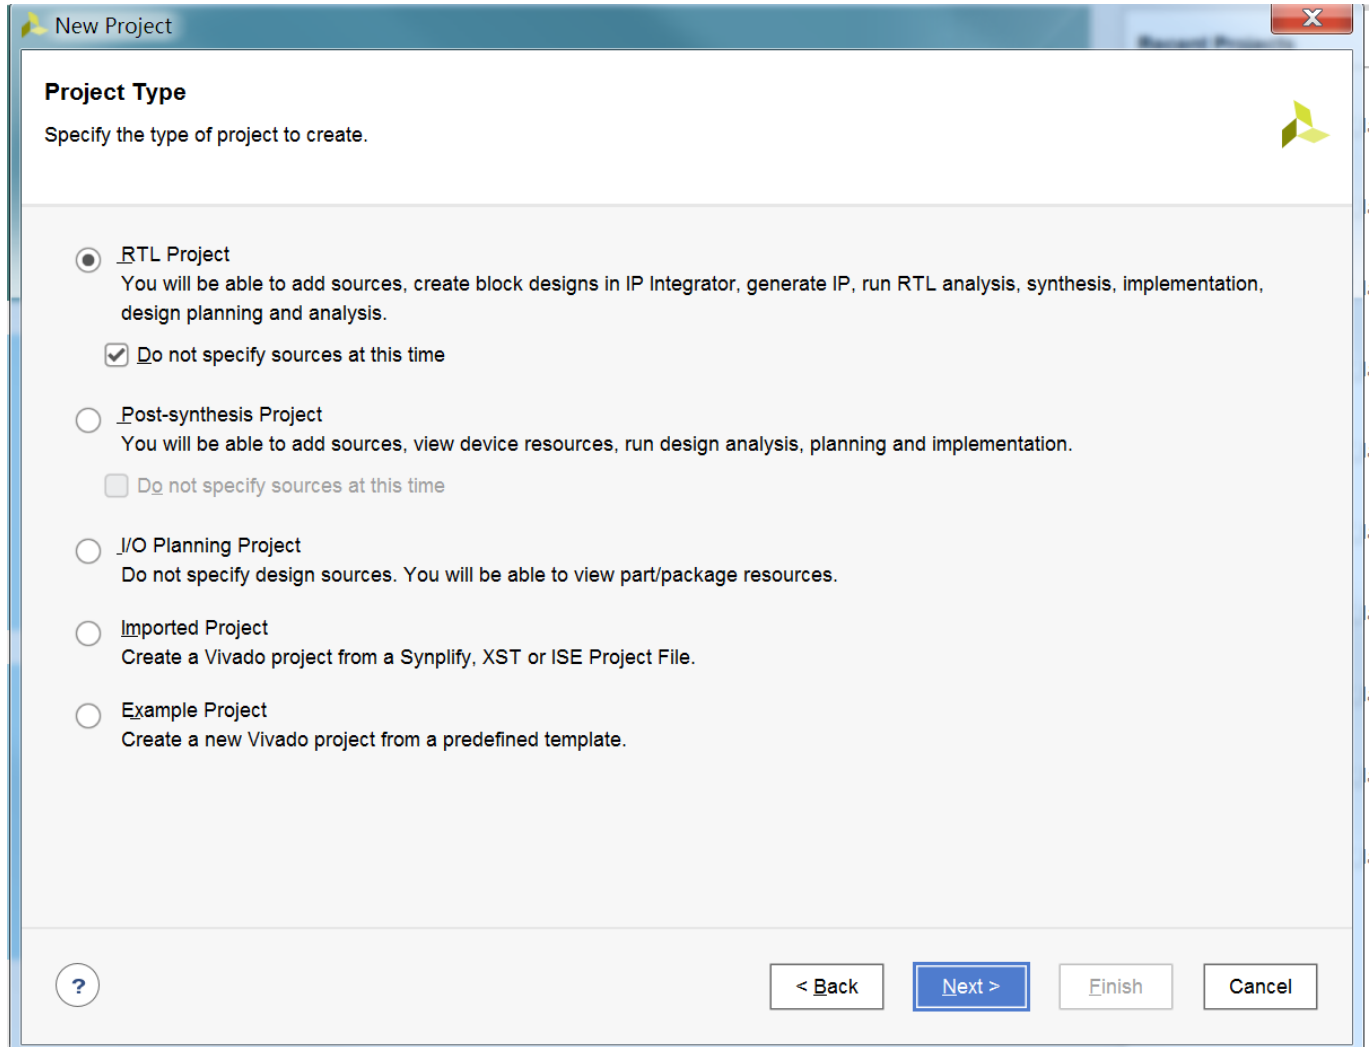 New Project
Recent Projects
Project Type
Specify the type of project to create.
RTL Project
You will be able to add sources, create block designs in IP Integrator, generate IP, run RTL analysis, synthesis, implementation,
design planning and analysis.
Do not specify sources at this time
Post-synthesis Project
You will be able to add sources, view device resources, run design analysis, planning and implementation.
Do not specify sources at this time
I/O Planning Project
Do not specify design sources. You will be able to view part/package resources.
Imported Project
Create a Vivado project from a Synplify, XST or ISE Project File.
Example Project
Create a new Vivado project from a predefined template.
?
< Back
Next >
Finish
Cancel